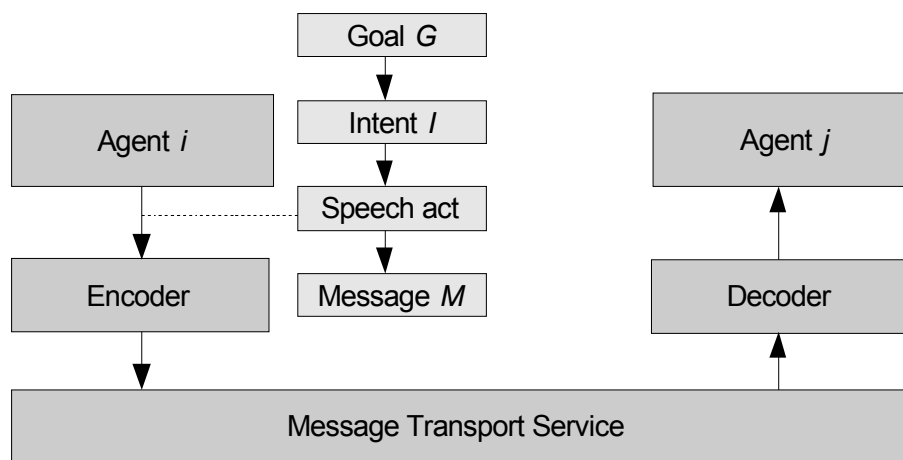 Goal G
Agent i
Intent I
Agent j
Speech act
Encoder
Message M
Decoder
Message Transport Service